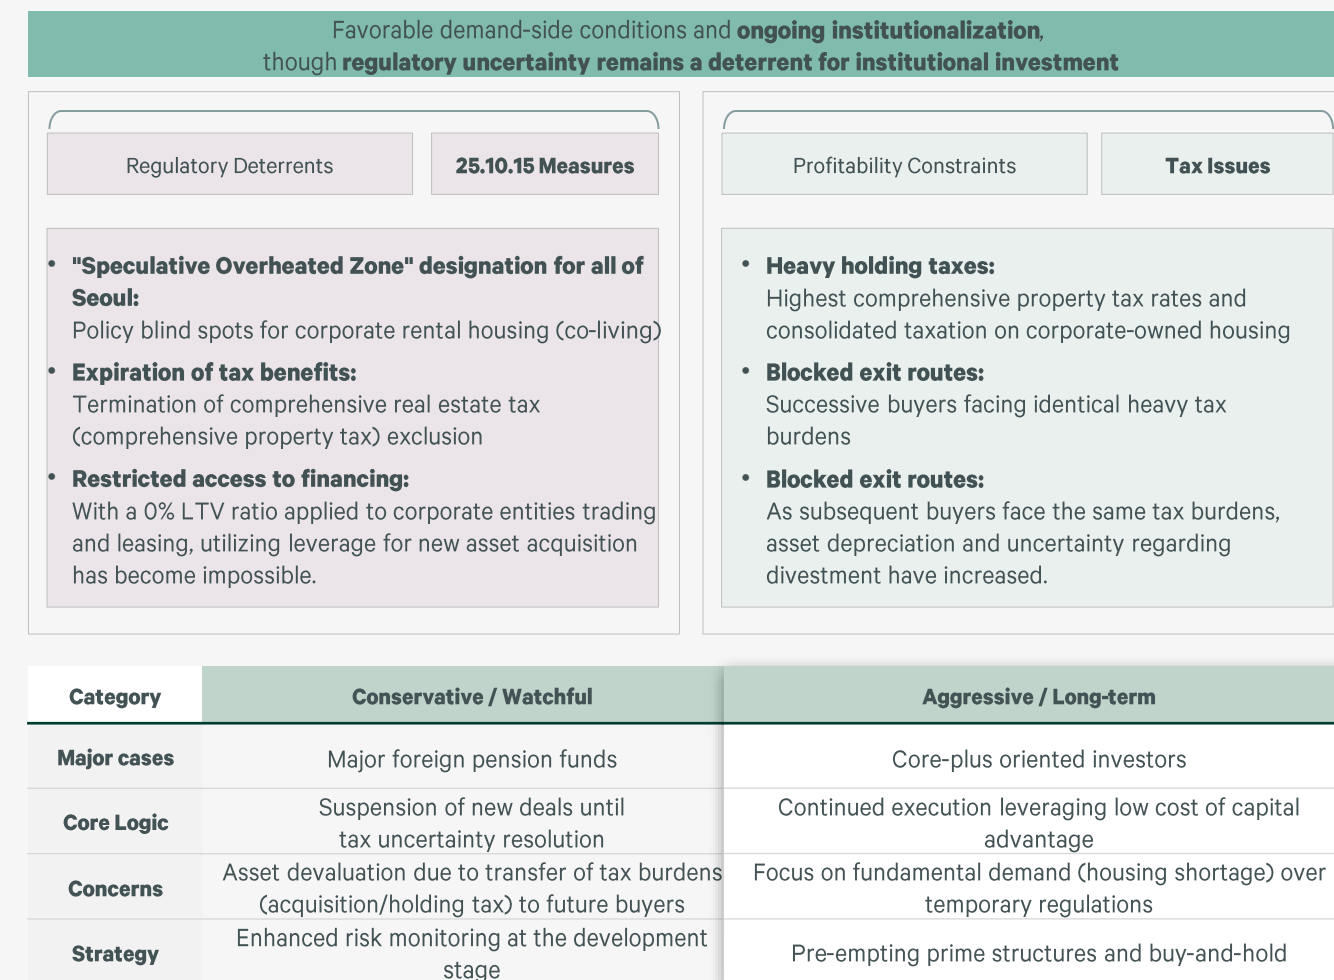 Favorable demand-side conditions and ongoing institutionalization,
though regulatory uncertainty remains a deterrent for institutional investment
Regulatory Deterrents
25.10.15 Measures
• "Speculative Overheated Zone" designation for all of
Seoul:
Policy blind spots for corporate rental housing (co-living)
• Expiration of tax benefits:
Termination of comprehensive real estate tax
(comprehensive property tax) exclusion
• Restricted access to financing:
With a 0% LTV ratio applied to corporate entities trading
and leasing, utilizing leverage for new asset acquisition
has become impossible.
Profitability Constraints
Tax Issues
• Heavy holding taxes:
Highest comprehensive property tax rates and
consolidated taxation on corporate-owned housing
• Blocked exit routes:
Successive buyers facing identical heavy tax
burdens
• Blocked exit routes:
As subsequent buyers face the same tax burdens,
asset depreciation and uncertainty regarding
divestment have increased.
Category
Conservative / Watchful
Aggressive / Long-term
Major cases
Major foreign pension funds
Core-plus oriented investors
Core Logic
Suspension of new deals until
tax uncertainty resolution
Continued execution leveraging low cost of capital
advantage
Concerns
Asset devaluation due to transfer of tax burdens
(acquisition/holding tax) to future buyers
Focus on fundamental demand (housing shortage) over
temporary regulations
Strategy
Enhanced risk monitoring at the development
stage
Pre-empting prime structures and buy-and-hold